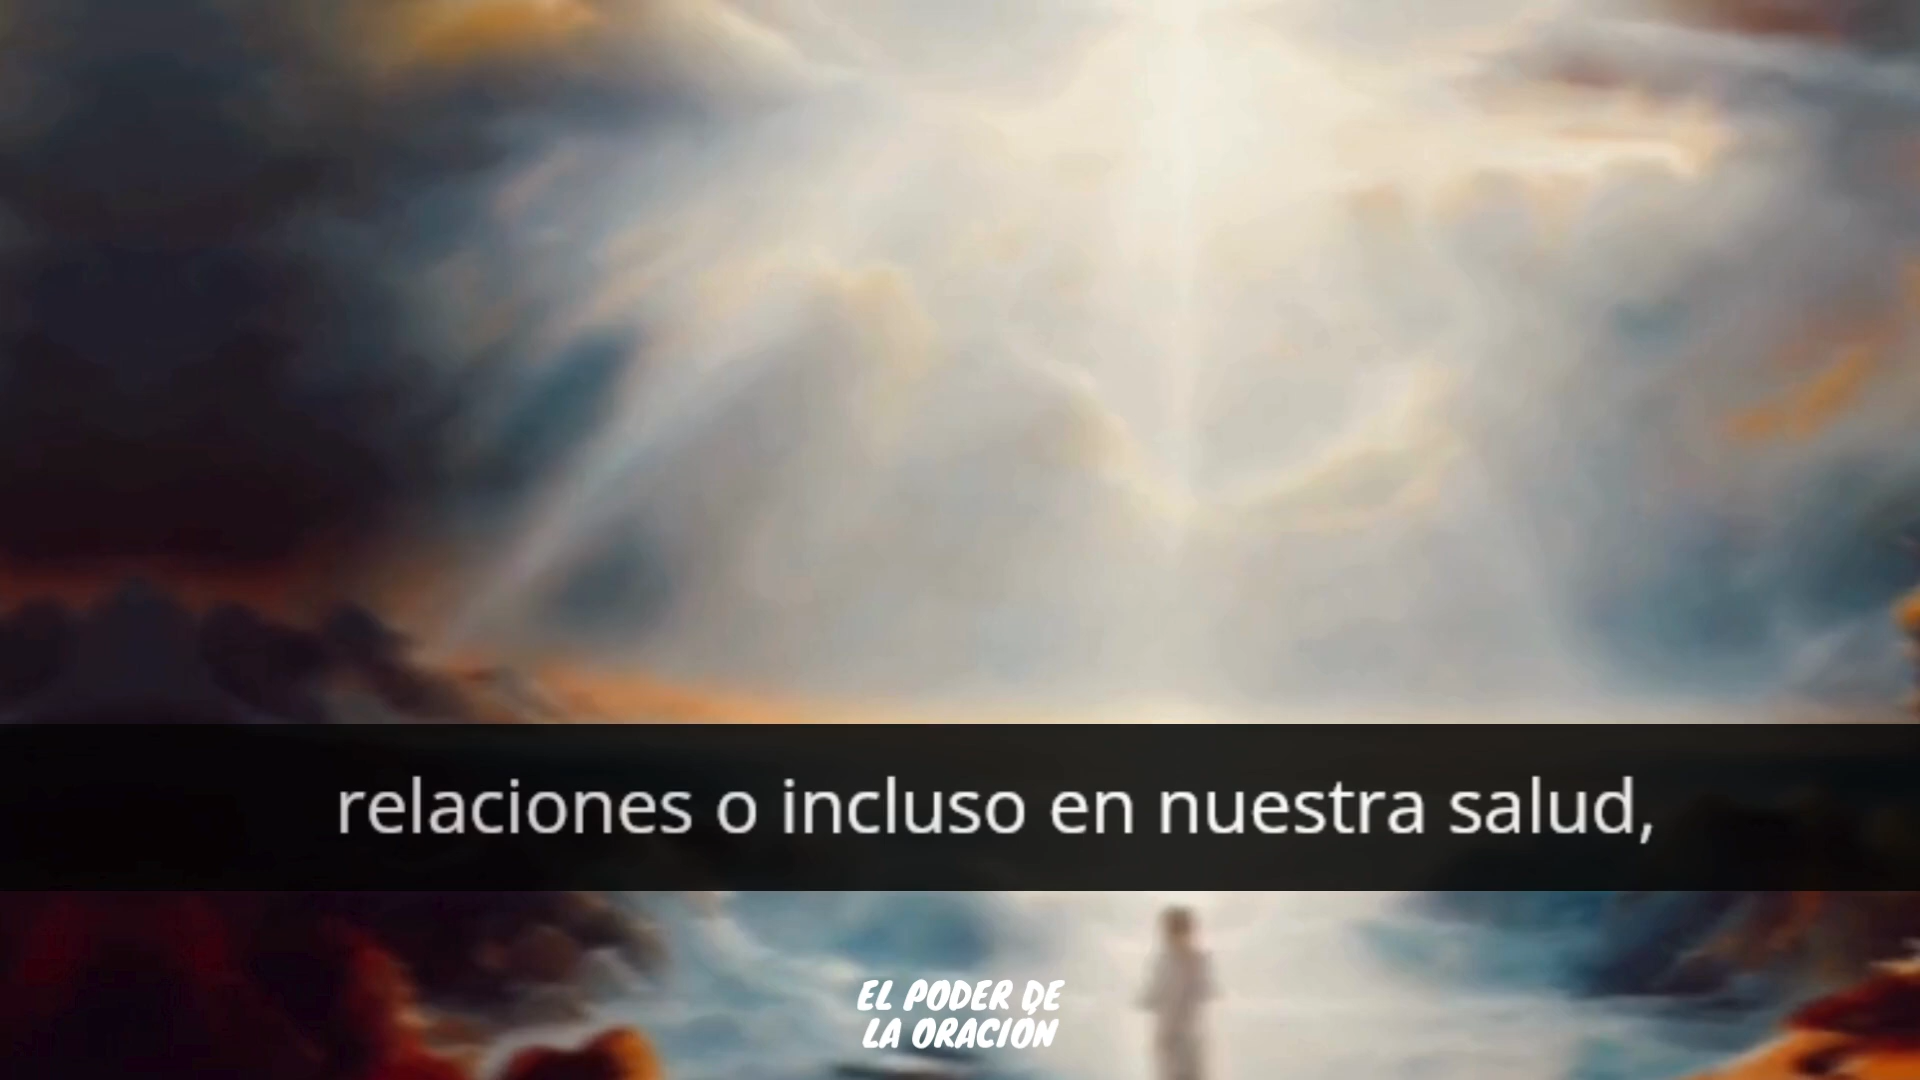 relaciones o incluso en nuestra salud,
EL PODER DE
LA ORACIÓN